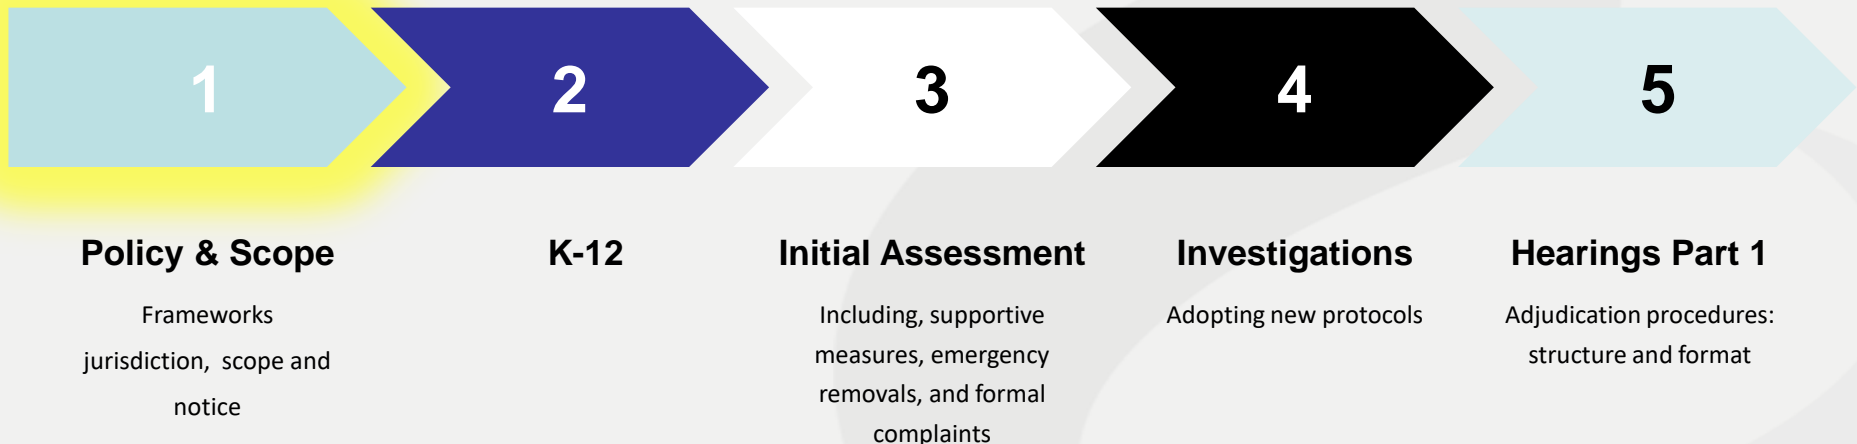 1
2
3
4
5
Policy & Scope
Frameworks
jurisdiction, scope and
notice
K-12
Initial Assessment
Including, supportive
measures, emergency
removals, and formal
complaints
Investigations
Adopting new protocols
Hearings Part 1
Adjudication procedures:
structure and format